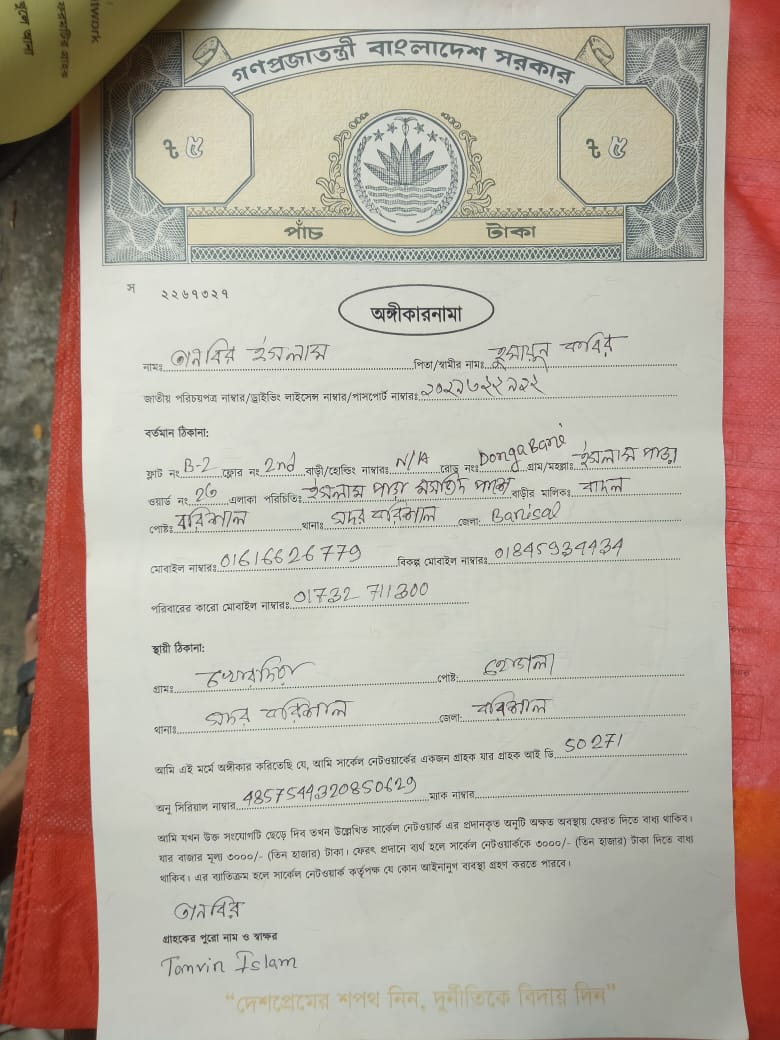 twork
গণপ্রজাতন্ত্রী বাংলাদেশ সরকার
৳ ৫ ৳ ৫
পাঁচ টাকা
স ২২৬৭৩২৭
অঙ্গীকারনামা
নামঃ তানবির ইসলাম পিতা/স্বামীর নামঃ হুমায়ুন কবির
জাতীয় পরিচয়পত্র নাম্বার/ড্রাইভিং লাইসেন্স নাম্বার/পাসপোর্ট নাম্বারঃ
বর্তমান ঠিকানা:
ফ্লাট নংঃ B-2 ফ্লোর নংঃ 2nd বাড়ী/হোল্ডিং নাম্বারঃ N/A রোড নংঃ DongaBari গ্রাম/মহল্লাঃ ইসলাম পাড়া
ওয়ার্ড নংঃ 26 এলাকা পরিচিতিঃ ইসলাম পাড়া মসজিদ পাশে বাড়ীর মালিকঃ বাদল
পোষ্টঃ বরিশাল থানাঃ সদর বরিশাল জেলা: Barisal
মোবাইল নাম্বারঃ 01616626779 বিকল্প মোবাইল নাম্বারঃ 01845934434
পরিবারের কারো মোবাইল নাম্বারঃ 01732 711300
স্থায়ী ঠিকানা:
গ্রামঃ পোষ্ট:
থানাঃ সদর বরিশাল জেলা: বরিশাল
আমি এই মর্মে অঙ্গীকার করিতেছি যে, আমি সার্কেল নেটওয়ার্কের একজন গ্রাহক যার গ্রাহক আই ডি 50271
অনু সিরিয়াল নাম্বার 4857544320850629 ম্যাক নাম্বার
আমি যখন উক্ত সংযোগটি ছেড়ে দিব তখন উল্লেখিত সার্কেল নেটওয়ার্ক এর প্রদানকৃত অনুটি অক্ষত অবস্থায় ফেরত দিতে বাধ্য থাকিব।
যার বাজার মূল্য ৩০০০/- (তিন হাজার) টাকা। ফেরৎ প্রদানে ব্যর্থ হলে সার্কেল নেটওয়ার্ককে ৩০০০/- (তিন হাজার) টাকা দিতে বাধ্য
থাকিব। এর ব্যতিক্রম হলে সার্কেল নেটওয়ার্ক কর্তৃপক্ষ যে কোন আইনানুগ ব্যবস্থা গ্রহণ করতে পারবে।
তানবির
গ্রাহকের পুরো নাম ও স্বাক্ষর
Tanvir Islam
“দেশপ্রেমের শপথ নিন, দুর্নীতিকে বিদায় দিন”